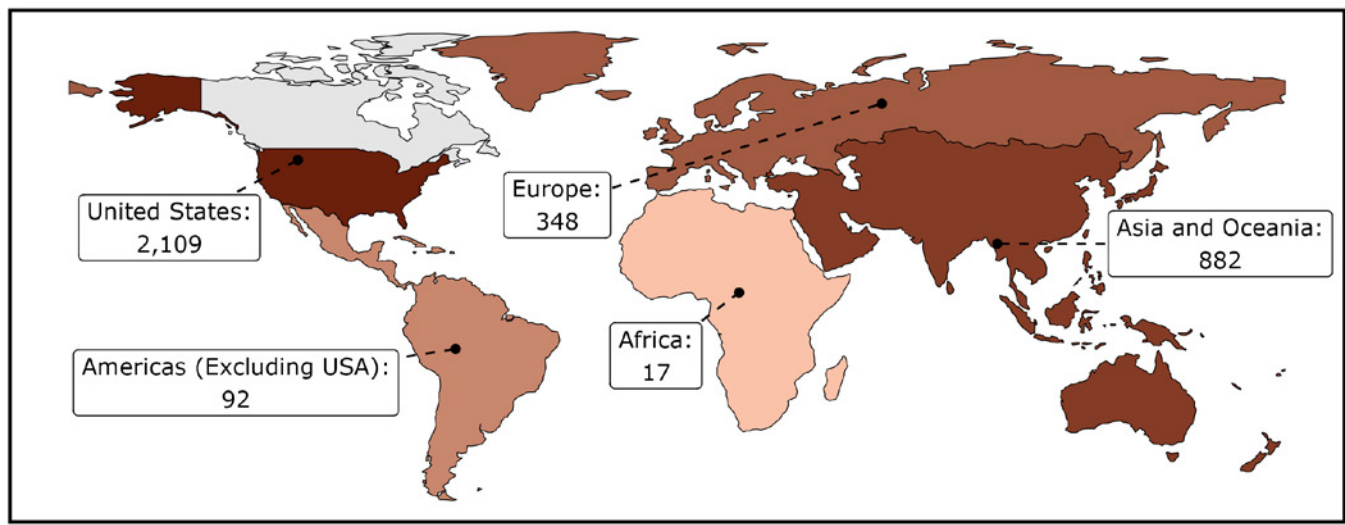 United States:
2,109
Europe:
348
Asia and Oceania:
882
Africa:
17
Americas (Excluding USA):
92